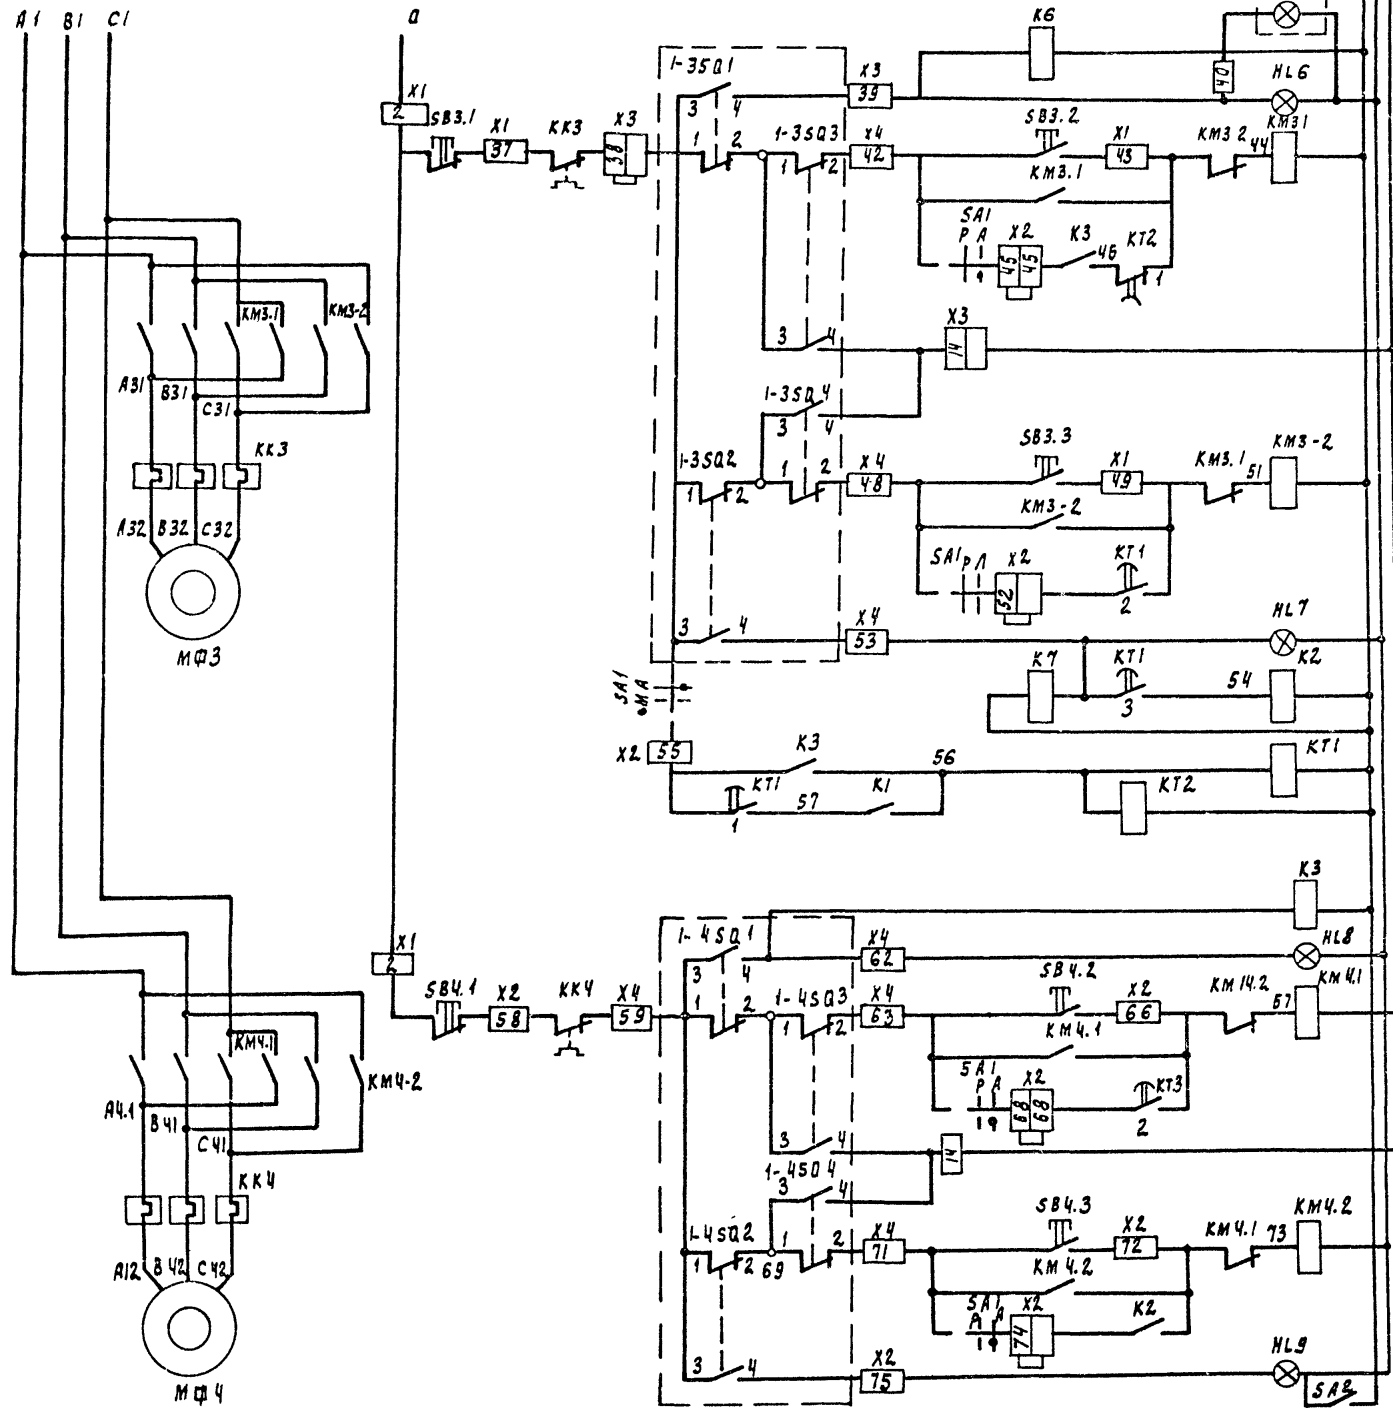 A1 B1 C1 a
K6
1-3SQ1 X3 40 HL6
X1 3 4 39
2 SB3.1 X1 KK3 X3 SB3.2 X1 KM3 2 KM31
37 38 1 2 1-3SQ3 X4 43 44
1 2 42
KM3.1
SA1
P A X2 K3 46 KT2
45 45 1
KM3.1 KM3-2 X3
3 4 14
A31 B31 C31 1-3SQ4
3 4
KK3 SB3.3 X1 KM3.1 KM3-2
1-3SQ2 1 2 X4 49 51
1 2 48
A32 B32 C32 KM3-2
SA1 P Л X2 KT1
52 2
МФ3 3 4 X4 HL7
53
SA1 MA K7 KT1 54 K2
3
X2 55 K3 56 KT1
KT1 57 K1 KT2
1
K3
X1 1-4SQ1 X4 HL8
2 3 4 62
SB4.1 X2 KK4 X4 SB4.2 X2 KM14.2 KM4.1
58 59 1 2 1-4SQ3 X4 66 57
1 2 63
KM4.1 KM4-2 KM4.1
SA1
P A X2 KT3
A4.1 B41 C41 68 68 2
3 4 14
KK4 1-4SQ4
3 4
SB4.3 X2 KM4.1 73 KM4.2
1-4SQ2 1 2 X4 72
1 2 69 71
A12 B42 C42 KM4.2
SA1
A A X2 K2
74
МФ4 3 4 X2 HL9
75
SA2